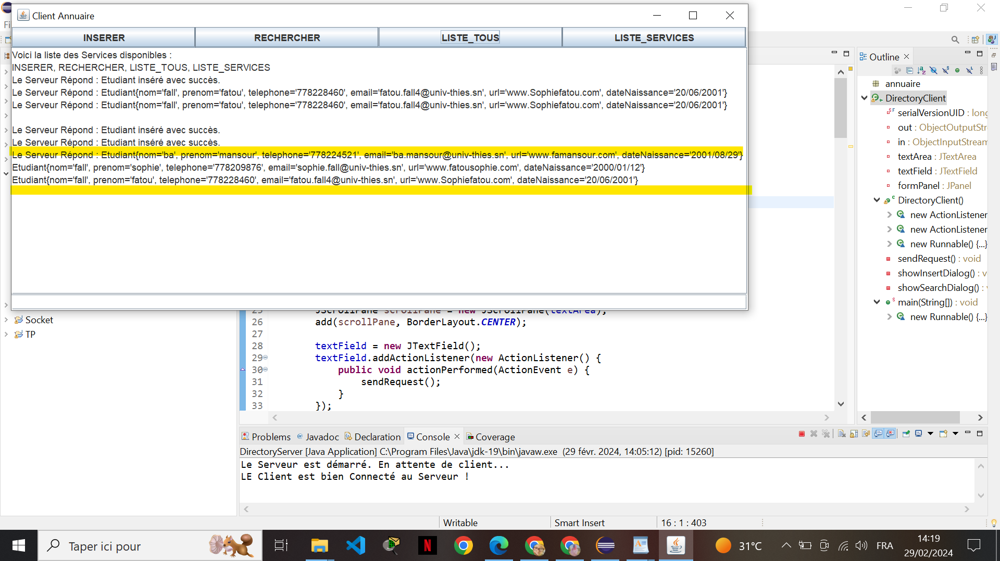 Client Annuaire
INSERER RECHERCHER LISTE_TOUS LISTE_SERVICES
Voici la liste des Services disponibles :
INSERER, RECHERCHER, LISTE_TOUS, LISTE_SERVICES
Le Serveur Répond : Etudiant inséré avec succès.
Le Serveur Répond : Etudiant{nom='fall', prenom='fatou', telephone='778228460', email='fatou.fall4@univ-thies.sn', url='www.Sophiefatou.com', dateNaissance='20/06/2001'}
Le Serveur Répond : Etudiant{nom='fall', prenom='fatou', telephone='778228460', email='fatou.fall4@univ-thies.sn', url='www.Sophiefatou.com', dateNaissance='20/06/2001'}
Le Serveur Répond : Etudiant inséré avec succès.
Le Serveur Répond : Etudiant inséré avec succès.
Le Serveur Répond : Etudiant{nom='ba', prenom='mansour', telephone='778224521', email='ba.mansour@univ-thies.sn', url='www.famansour.com', dateNaissance='2001/08/29'}
Etudiant{nom='fall', prenom='sophie', telephone='778209876', email='sophie.fall@univ-thies.sn', url='www.fatousophie.com', dateNaissance='2000/01/12'}
Etudiant{nom='fall', prenom='fatou', telephone='778228460', email='fatou.fall4@univ-thies.sn', url='www.Sophiefatou.com', dateNaissance='20/06/2001'}
Outline
annuaire
DirectoryClient
serialVersionUID : long
out : ObjectOutputStr
in : ObjectInputStream
textArea : JTextArea
textField : JTextField
formPanel : JPanel
DirectoryClient()
new ActionListener
new ActionListener
new Runnable() {...}
sendRequest() : void
showInsertDialog() : v
showSearchDialog() :
main(String[]) : void
new Runnable() {...}
Socket
TP
25 JScrollPane scrollPane = new JScrollPane(textArea);
26 add(scrollPane, BorderLayout.CENTER);
27
28 textField = new JTextField();
29 textField.addActionListener(new ActionListener() {
30 public void actionPerformed(ActionEvent e) {
31 sendRequest();
32 }
33 });
Problems Javadoc Declaration Console Coverage
DirectoryServer [Java Application] C:\Program Files\Java\jdk-19\bin\javaw.exe (29 févr. 2024, 14:05:12) [pid: 15260]
Le Serveur est démarré. En attente de client...
LE Client est bien Connecté au Serveur !
Writable Smart Insert 16 : 1 : 403
Taper ici pour
31°C FRA 14:19
29/02/2024